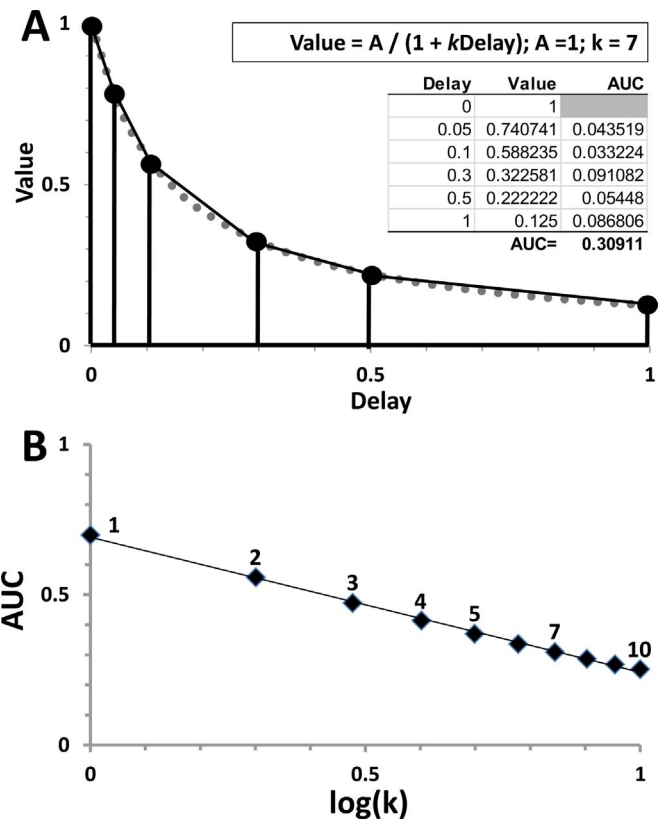 A
Value = A / (1 + kDelay); A =1; k = 7
Delay Value AUC
0 1
0.05 0.740741 0.043519
0.1 0.588235 0.033224
0.3 0.322581 0.091082
0.5 0.222222 0.05448
1 0.125 0.086806
AUC= 0.30911
1
0.5
0
Value
0 0.5 1
Delay
B
1
0.5
0
AUC
1
2
3
4
5
7
10
0 0.5 1
log(k)